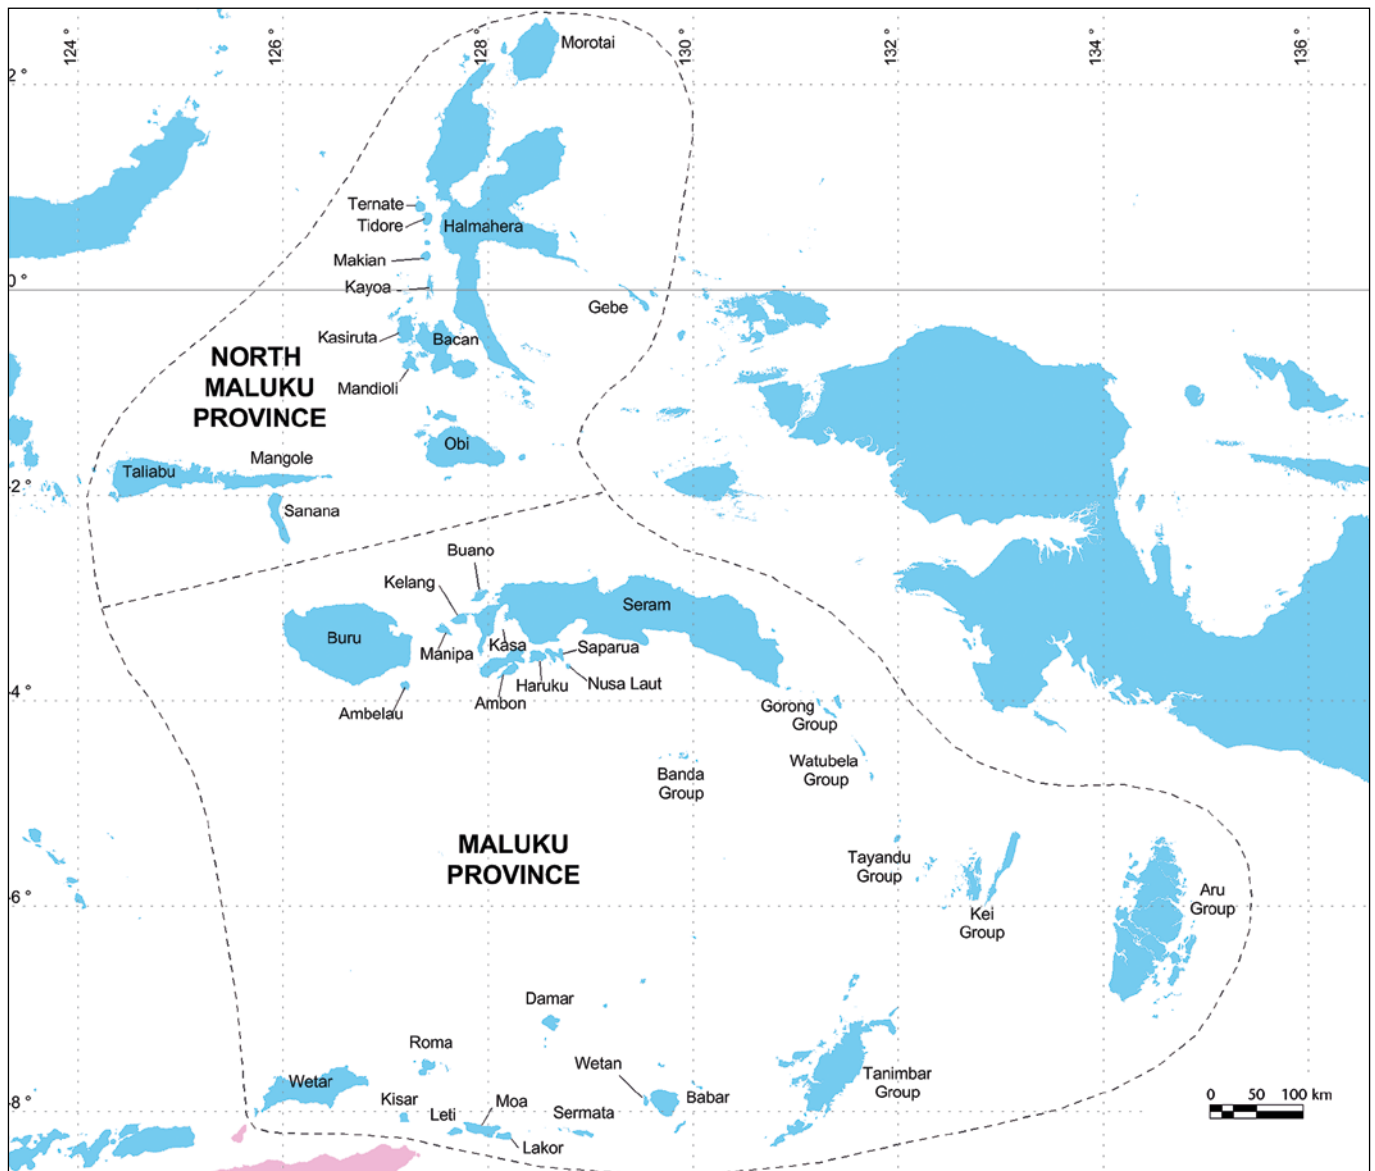 124°
126°
128°
130°
132°
134°
136°
Morotai
2°
Ternate
Tidore
Halmahera
Makian
0°
Kayoa
Gebe
Kasiruta
Bacan
NORTH
MALUKU
PROVINCE
Mandioli
Obi
Mangole
Taliabu
-2°
Sanana
Buano
Kelang
Seram
Buru
Manipa
Kasa
Saparua
Haruku
Nusa Laut
Ambelau
Ambon
-4°
Gorong
Group
Watubela
Group
Banda
Group
MALUKU
PROVINCE
Tayandu
Group
-6°
Kei
Group
Aru
Group
Damar
Roma
Wetan
Wetar
Tanimbar
Group
Kisar
Moa
Babar
-8°
Leti
Sermata
Lakor
0 50 100 km